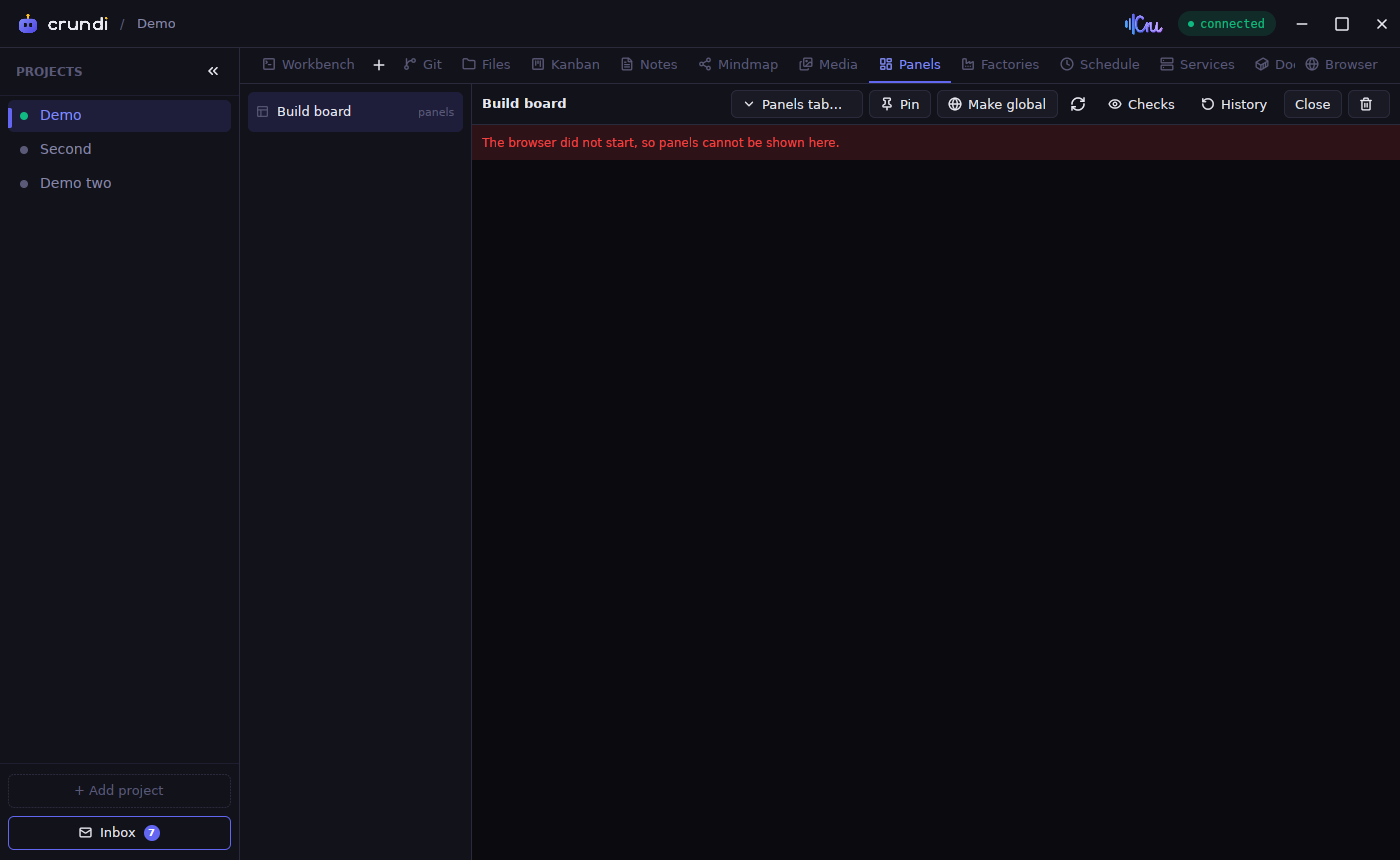 crundi / Demo
Cru
connected
PROJECTS
Workbench
Git
Files
Kanban
Notes
Mindmap
Media
Panels
Factories
Schedule
Services
Doc
Browser
Demo
Second
Demo two
Build board panels
Build board
Panels tab...
Pin
Make global
Checks
History
Close
The browser did not start, so panels cannot be shown here.
+ Add project
Inbox 7